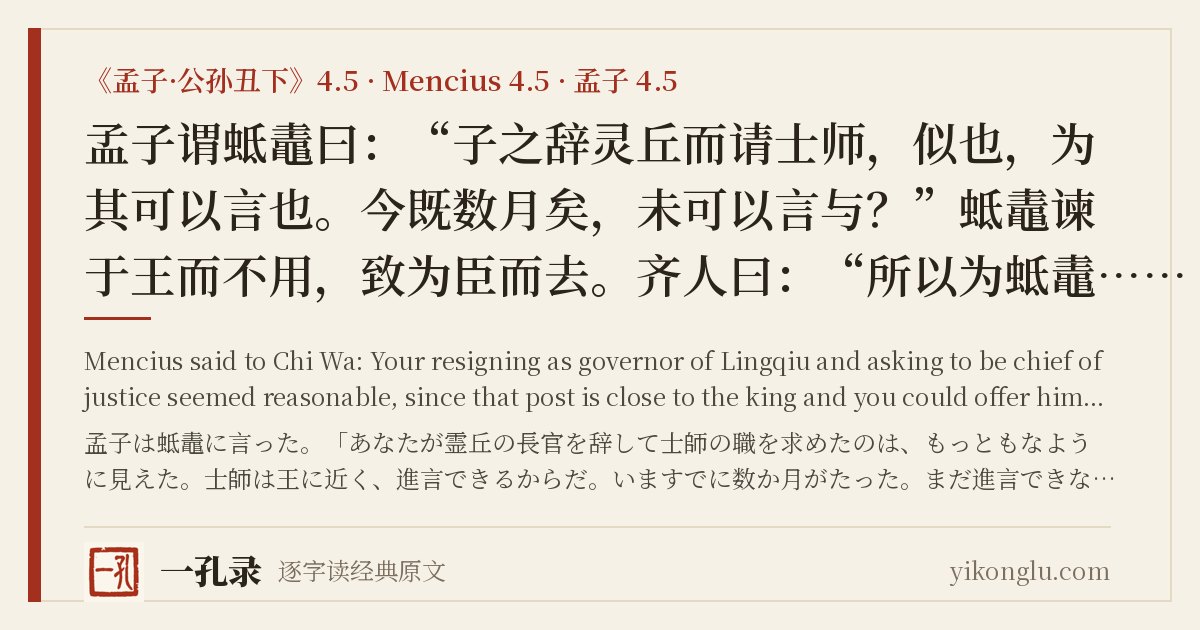 《孟子·公孙丑下》4.5 · Mencius 4.5 · 孟子 4.5
孟子谓蚳鼃曰：“子之辞灵丘而请士师，似也，为
其可以言也。今既数月矣，未可以言与？”蚳鼃谏
于王而不用，致为臣而去。齐人曰：“所以为蚳鼃……
Mencius said to Chi Wa: Your resigning as governor of Lingqiu and asking to be chief of
justice seemed reasonable, since that post is close to the king and you could offer him...
孟子は蚳鼃に言った。「あなたが霊丘の長官を辞して士師の職を求めたのは、もっともなよう
に見えた。士師は王に近く、進言できるからだ。いますでに数か月がたった。まだ進言できな…
一孔
一孔录
逐字读经典原文
yikonglu.com